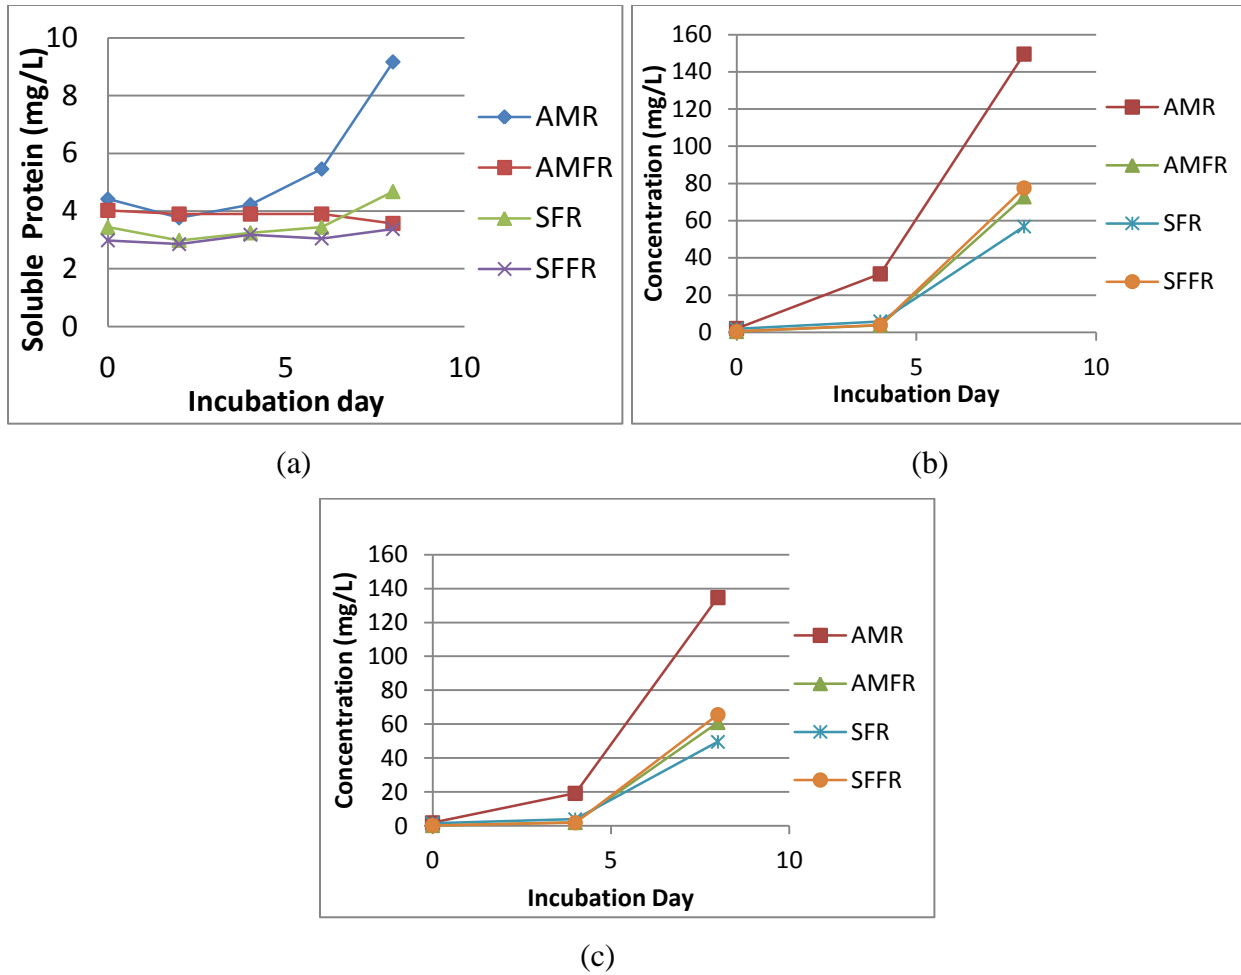 10
8
6
4
2
0
0
5
10
Soluble Protein (mg/L)
Incubation day
AMR
AMFR
SFR
SFFR
(a)
160
140
120
100
80
60
40
20
0
0
5
10
Concentration (mg/L)
Incubation Day
AMR
AMFR
SFR
SFFR
(b)
160
140
120
100
80
60
40
20
0
0
5
10
Concentration (mg/L)
Incubation Day
AMR
AMFR
SFR
SFFR
(c)